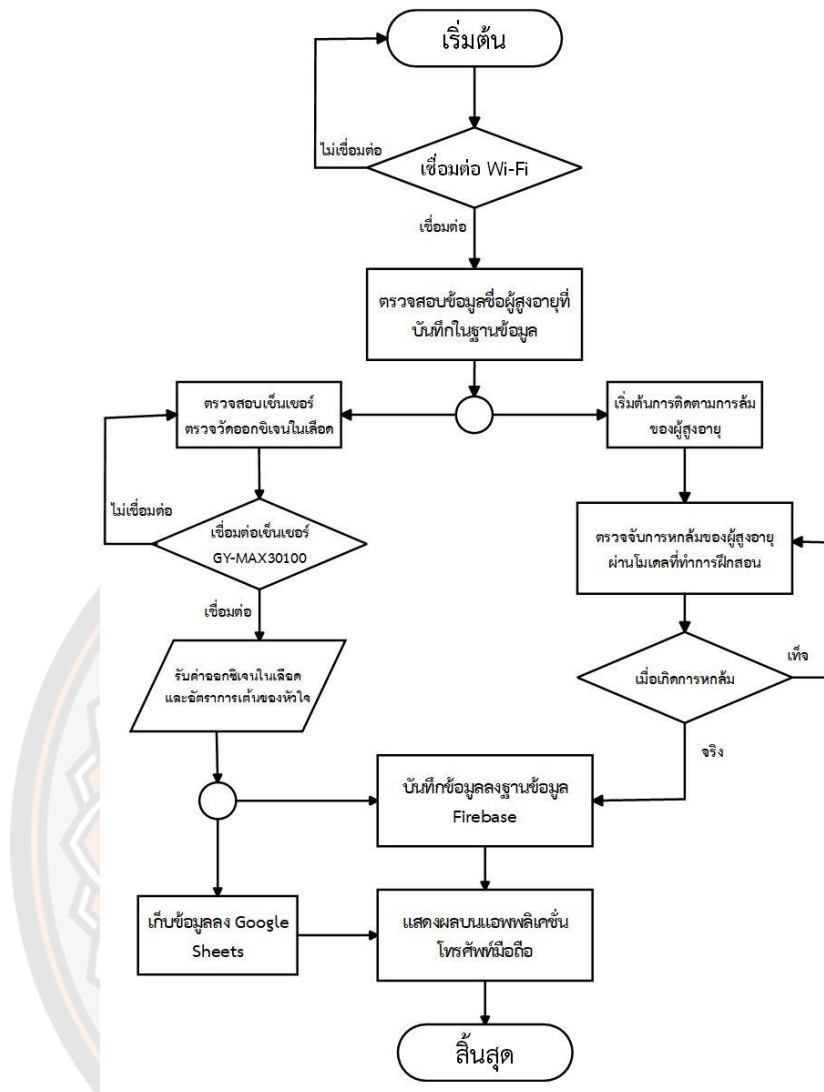 เริ่มต้น
ไม่เชื่อมต่อ
เชื่อมต่อ Wi-Fi
เชื่อมต่อ
ตรวจสอบข้อมูลชื่อผู้สูงอายุที่
บันทึกในฐานข้อมูล
ตรวจสอบเซ็นเซอร์
ตรวจวัดออกซิเจนในเลือด
เริ่มต้นการติดตามการล้ม
ของผู้สูงอายุ
ไม่เชื่อมต่อ
เชื่อมต่อเซ็นเซอร์
GY-MAX30100
ตรวจจับการหกล้มของผู้สูงอายุ
ผ่านโมเดลที่ทำการฝึกสอน
เชื่อมต่อ
เท็จ
รับค่าออกซิเจนในเลือด
และอัตราการเต้นของหัวใจ
เมื่อเกิดการหกล้ม
จริง
บันทึกข้อมูลลงฐานข้อมูล
Firebase
เก็บข้อมูลลง Google
Sheets
แสดงผลบนแอพพลิเคชั่น
โทรศัพท์มือถือ
สิ้นสุด